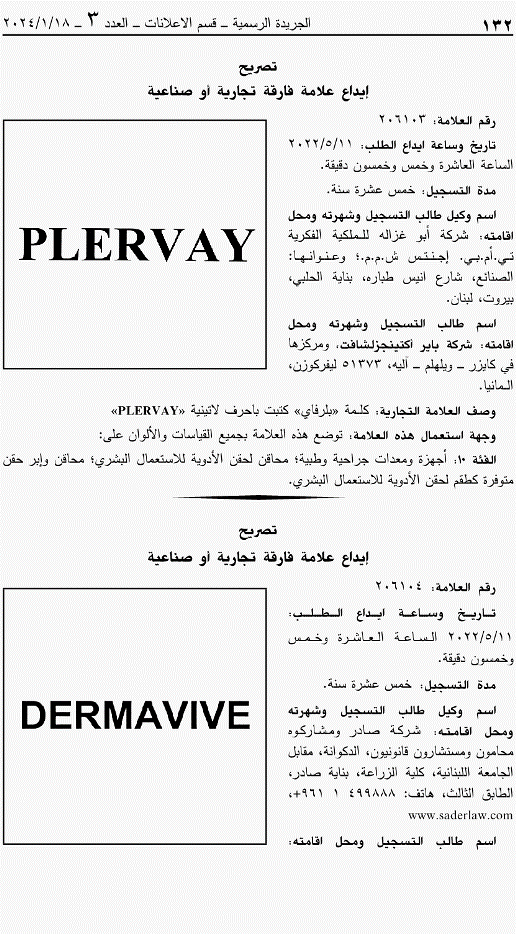 ١٣٢
الجريدة الرسمية ــ قسم الاعلانات ــ العدد ٣ ــ ٢٠٢٤/١/١٨
تصريح
إيداع علامة فارقة تجارية أو صناعية
رقم العلامة: ٢٠٦١٠٣
تاريخ وساعة ايداع الطلب: ٢٠٢٢/٥/١١
الساعة العاشرة وخمس وخمسون دقيقة.
مدة التسجيل: خمس عشرة سنة.
اسم وكيل طالب التسجيل وشهرته ومحل
اقامته: شركة أبو غزاله للملكية الفكرية
تي.أم.بي. إجنتس ش.م.م.؛ وعنوانها:
الصنائع، شارع انيس طباره، بناية الحلبي،
بيروت، لبنان.
اسم طالب التسجيل وشهرته ومحل
اقامته: شركة باير أكتينجزلشافت، ومركزها
في كايزر ــ ويلهلم ــ آليه، ٥١٣٧٣ ليفركوزن،
المانيا.
PLERVAY
وصف العلامة التجارية: كلمة «بلرفاي» كتبت باحرف لاتينية «PLERVAY»
وجهة استعمال هذه العلامة: توضع هذه العلامة بجميع القياسات والألوان على:
الفئة ١٠: أجهزة ومعدات جراحية وطبية؛ محاقن لحقن الأدوية للاستعمال البشري؛ محاقن وإبر حقن
متوفرة كطقم لحقن الأدوية للاستعمال البشري.
تصريح
إيداع علامة فارقة تجارية أو صناعية
رقم العلامة: ٢٠٦١٠٤
تاريخ وساعة ايداع الطلب:
٢٠٢٢/٥/١١ الساعة العاشرة وخمس
وخمسون دقيقة.
مدة التسجيل: خمس عشرة سنة.
اسم وكيل طالب التسجيل وشهرته
ومحل اقامته: شركة صادر ومشاركوه
محامون ومستشارون قانونيون، الدكوانة، مقابل
الجامعة اللبنانية، كلية الزراعة، بناية صادر،
الطابق الثالث، هاتف: ٤٩٩٨٨٨ ١ ٩٦١+،
www.saderlaw.com
اسم طالب التسجيل ومحل اقامته:
DERMAVIVE